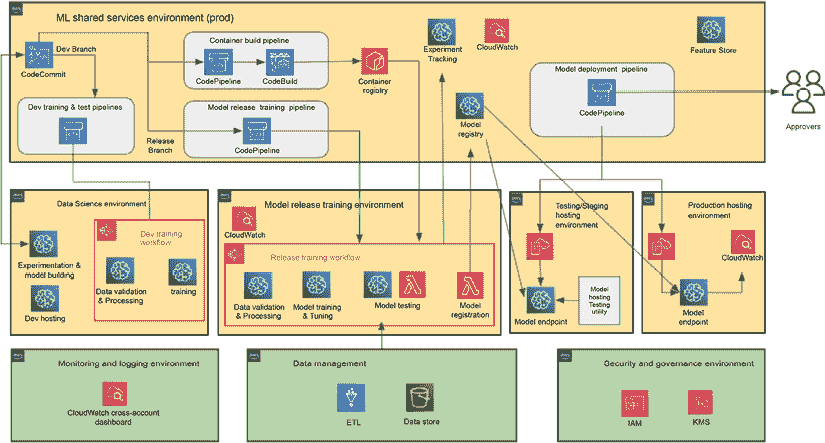 ML shared services environment (prod)
Dev Branch
CodeCommit
Container build pipeline
CodePipeline
CodeBuild
Container
registry
Experiment
Tracking
CloudWatch
Feature Store
Dev training & test pipelines
Release
Branch
Model release training pipeline
CodePipeline
Model
registry
Model deployment pipeline
CodePipeline
Approvers
Data Science environment
Dev training
workflow
Experimentation &
model building
Dev hosting
Data validation
& Processing
training
Model release training environment
CloudWatch
Release training workflow
Data validation
& Processing
Model training
& Tuning
Model testing
Model
registration
Testing/Staging
hosting
environment
Model endpoint
Model
hosting
Testing
utility
Production hosting
environment
CloudWatch
Model
endpoint
Monitoring and logging environment
CloudWatch cross-account
dashboard
Data management
ETL
Data store
Security and governance environment
IAM
KMS